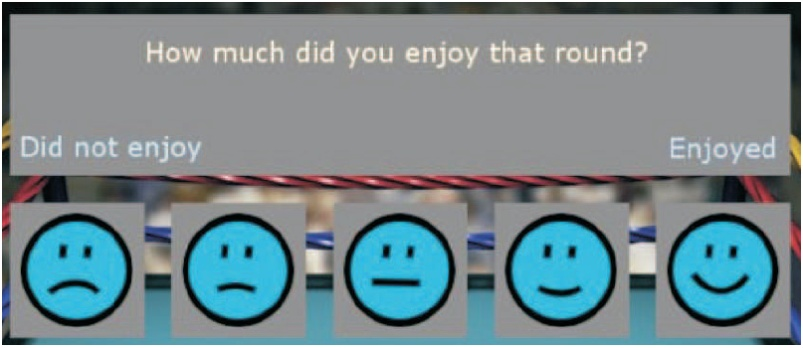 How much did you enjoy that round?
Did not enjoy
Enjoyed